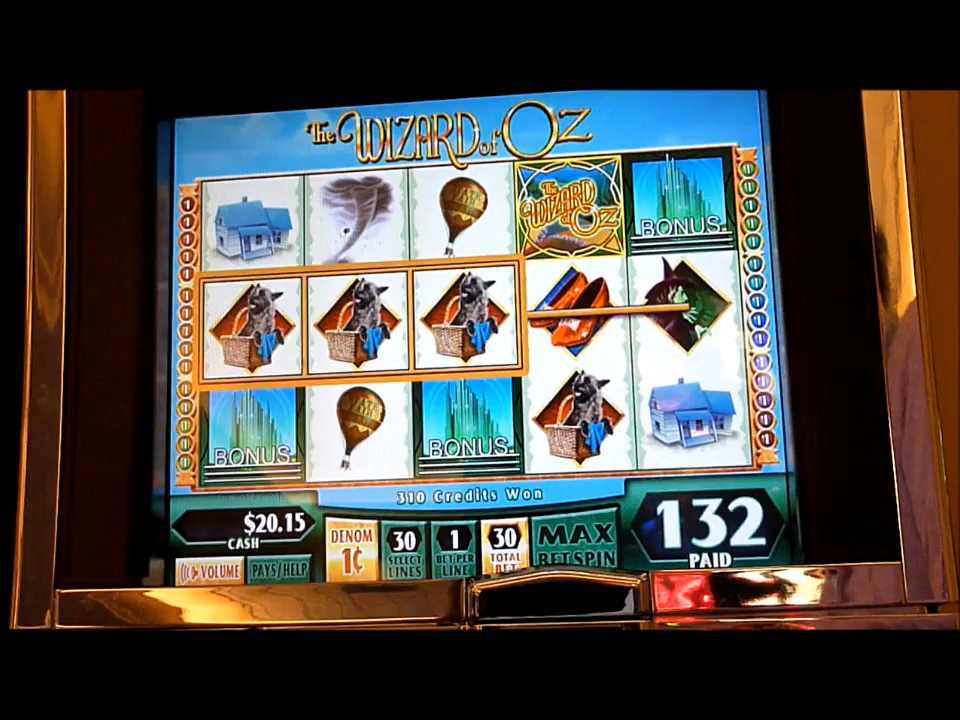 The WIZARD of OZ
The WIZARD of OZ
BONUS
BONUS
BONUS
310 Credits Won
$20.15
CASH
DENOM
1¢
30
SELECT
LINES
1
BET PER
LINE
30
TOTAL
BET
MAX
BET SPIN
132
PAID
VOLUME
PAYS/HELP